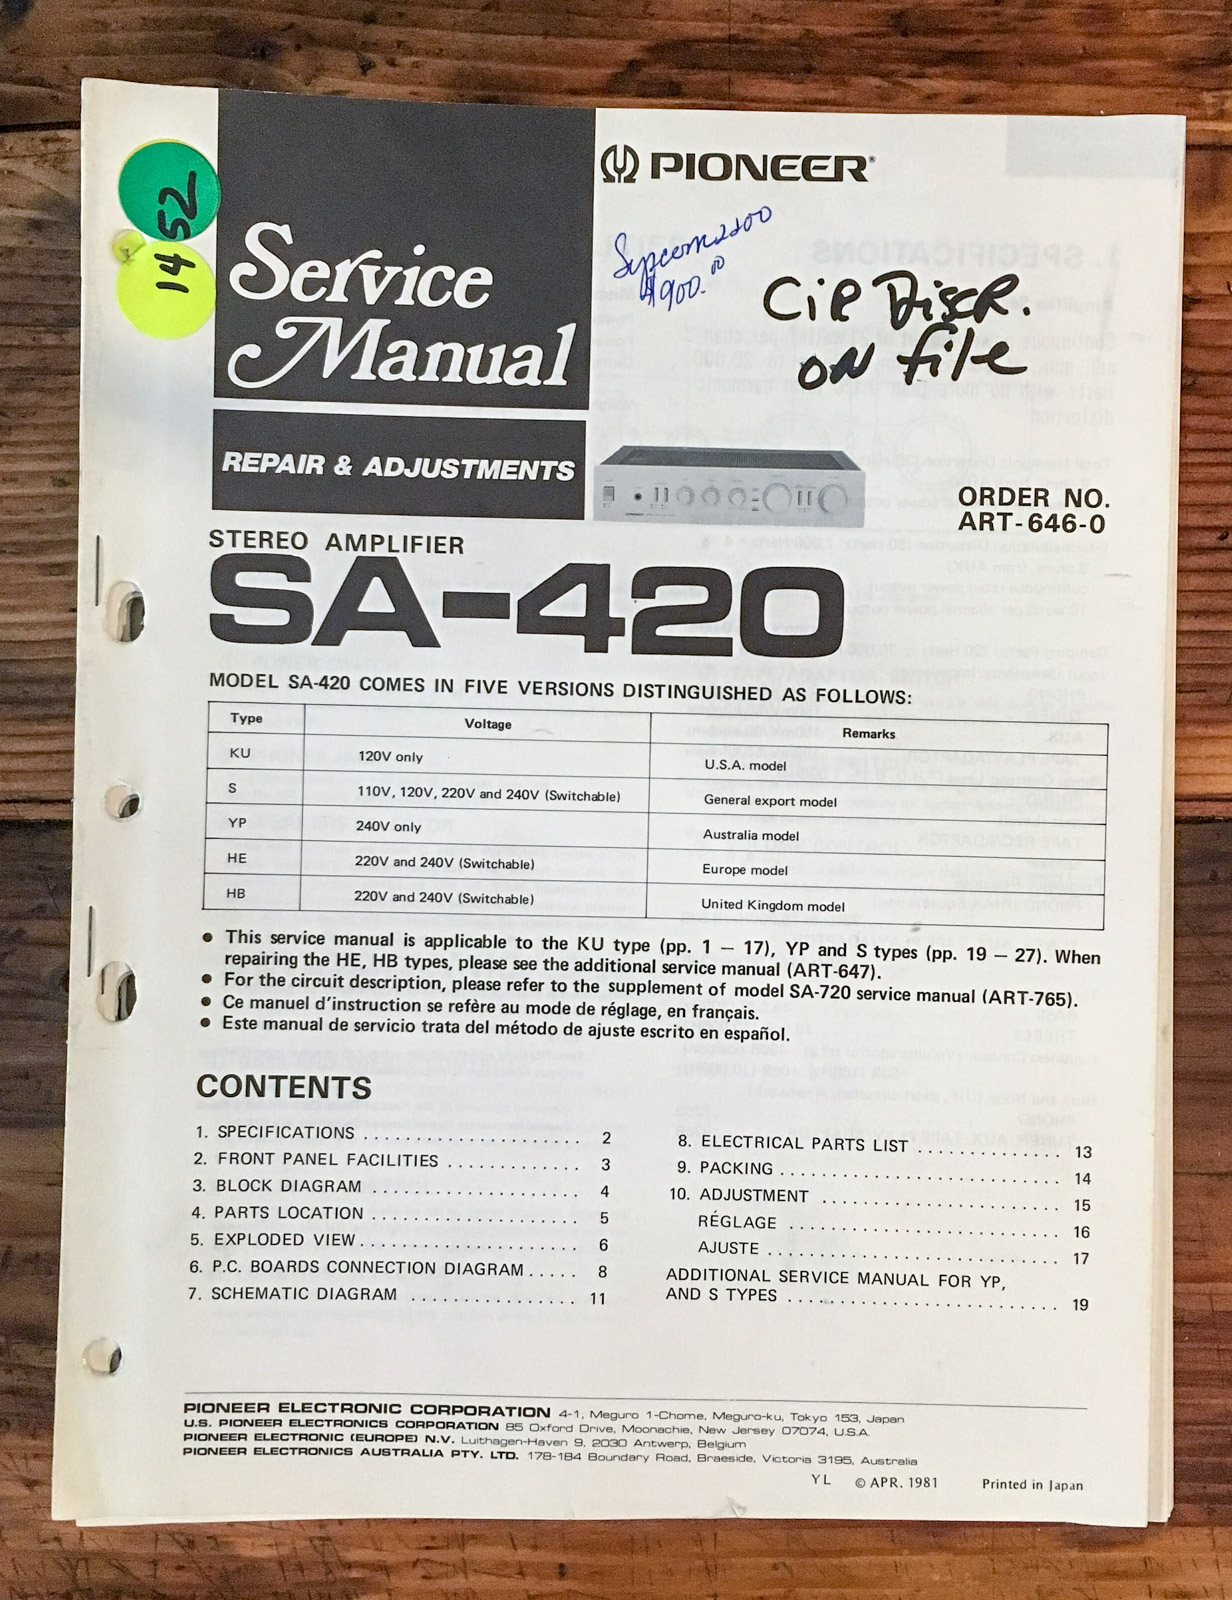 PIONEER®
52
14
Service
Manual
$900.00
CiR DiscR.
on file
REPAIR & ADJUSTMENTS
ORDER NO.
ART-646-0
STEREO AMPLIFIER
SA-420
MODEL SA-420 COMES IN FIVE VERSIONS DISTINGUISHED AS FOLLOWS:
Type Voltage Remarks
KU 120V only U.S.A. model
S 110V, 120V, 220V and 240V (Switchable) General export model
YP 240V only Australia model
HE 220V and 240V (Switchable) Europe model
HB 220V and 240V (Switchable) United Kingdom model
● This service manual is applicable to the KU type (pp. 1 – 17), YP and S types (pp. 19 – 27). When
repairing the HE, HB types, please see the additional service manual (ART-647).
● For the circuit description, please refer to the supplement of model SA-720 service manual (ART-765).
● Ce manuel d'instruction se refère au mode de réglage, en français.
● Este manual de servicio trata del método de ajuste escrito en español.
CONTENTS
1. SPECIFICATIONS ...................... 2
2. FRONT PANEL FACILITIES ............. 3
3. BLOCK DIAGRAM ..................... 4
4. PARTS LOCATION ..................... 5
5. EXPLODED VIEW ...................... 6
6. P.C. BOARDS CONNECTION DIAGRAM ..... 8
7. SCHEMATIC DIAGRAM ................ 11
8. ELECTRICAL PARTS LIST .............. 13
9. PACKING ........................... 14
10. ADJUSTMENT ....................... 15
RÉGLAGE .......................... 16
AJUSTE ............................ 17
ADDITIONAL SERVICE MANUAL FOR YP,
AND S TYPES .......................... 19
PIONEER ELECTRONIC CORPORATION 4-1, Meguro 1-Chome, Meguro-ku, Tokyo 153, Japan
U.S. PIONEER ELECTRONICS CORPORATION 85 Oxford Drive, Moonachie, New Jersey 07074, U.S.A.
PIONEER ELECTRONIC (EUROPE) N.V. Luithagen-Haven 9, 2030 Antwerp, Belgium
PIONEER ELECTRONICS AUSTRALIA PTY. LTD. 178-184 Boundary Road, Braeside, Victoria 3195, Australia
YL © APR. 1981 Printed in Japan